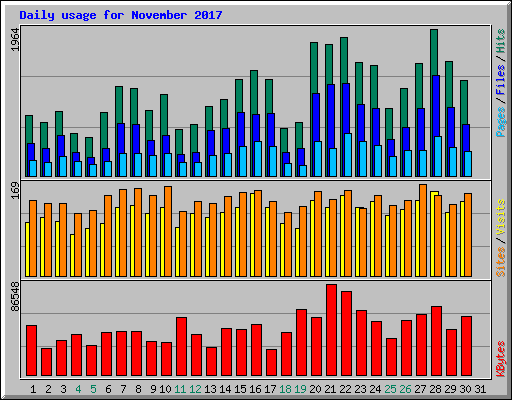 Daily usage for November 2017
1964
Pages / Files / Hits
169
Sites / Visits
86548
KBytes
1 2 3 4 5 6 7 8 9 10 11 12 13 14 15 16 17 18 19 20 21 22 23 24 25 26 27 28 29 30 31